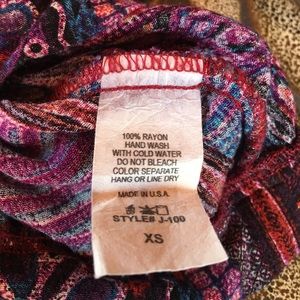 100% RAYON
HAND WASH
WITH COLD WATER
DO NOT BLEACH
COLOR SEPARATE
HANG OR LINE DRY
MADE IN U.S.A.
STYLE# J-100
XS